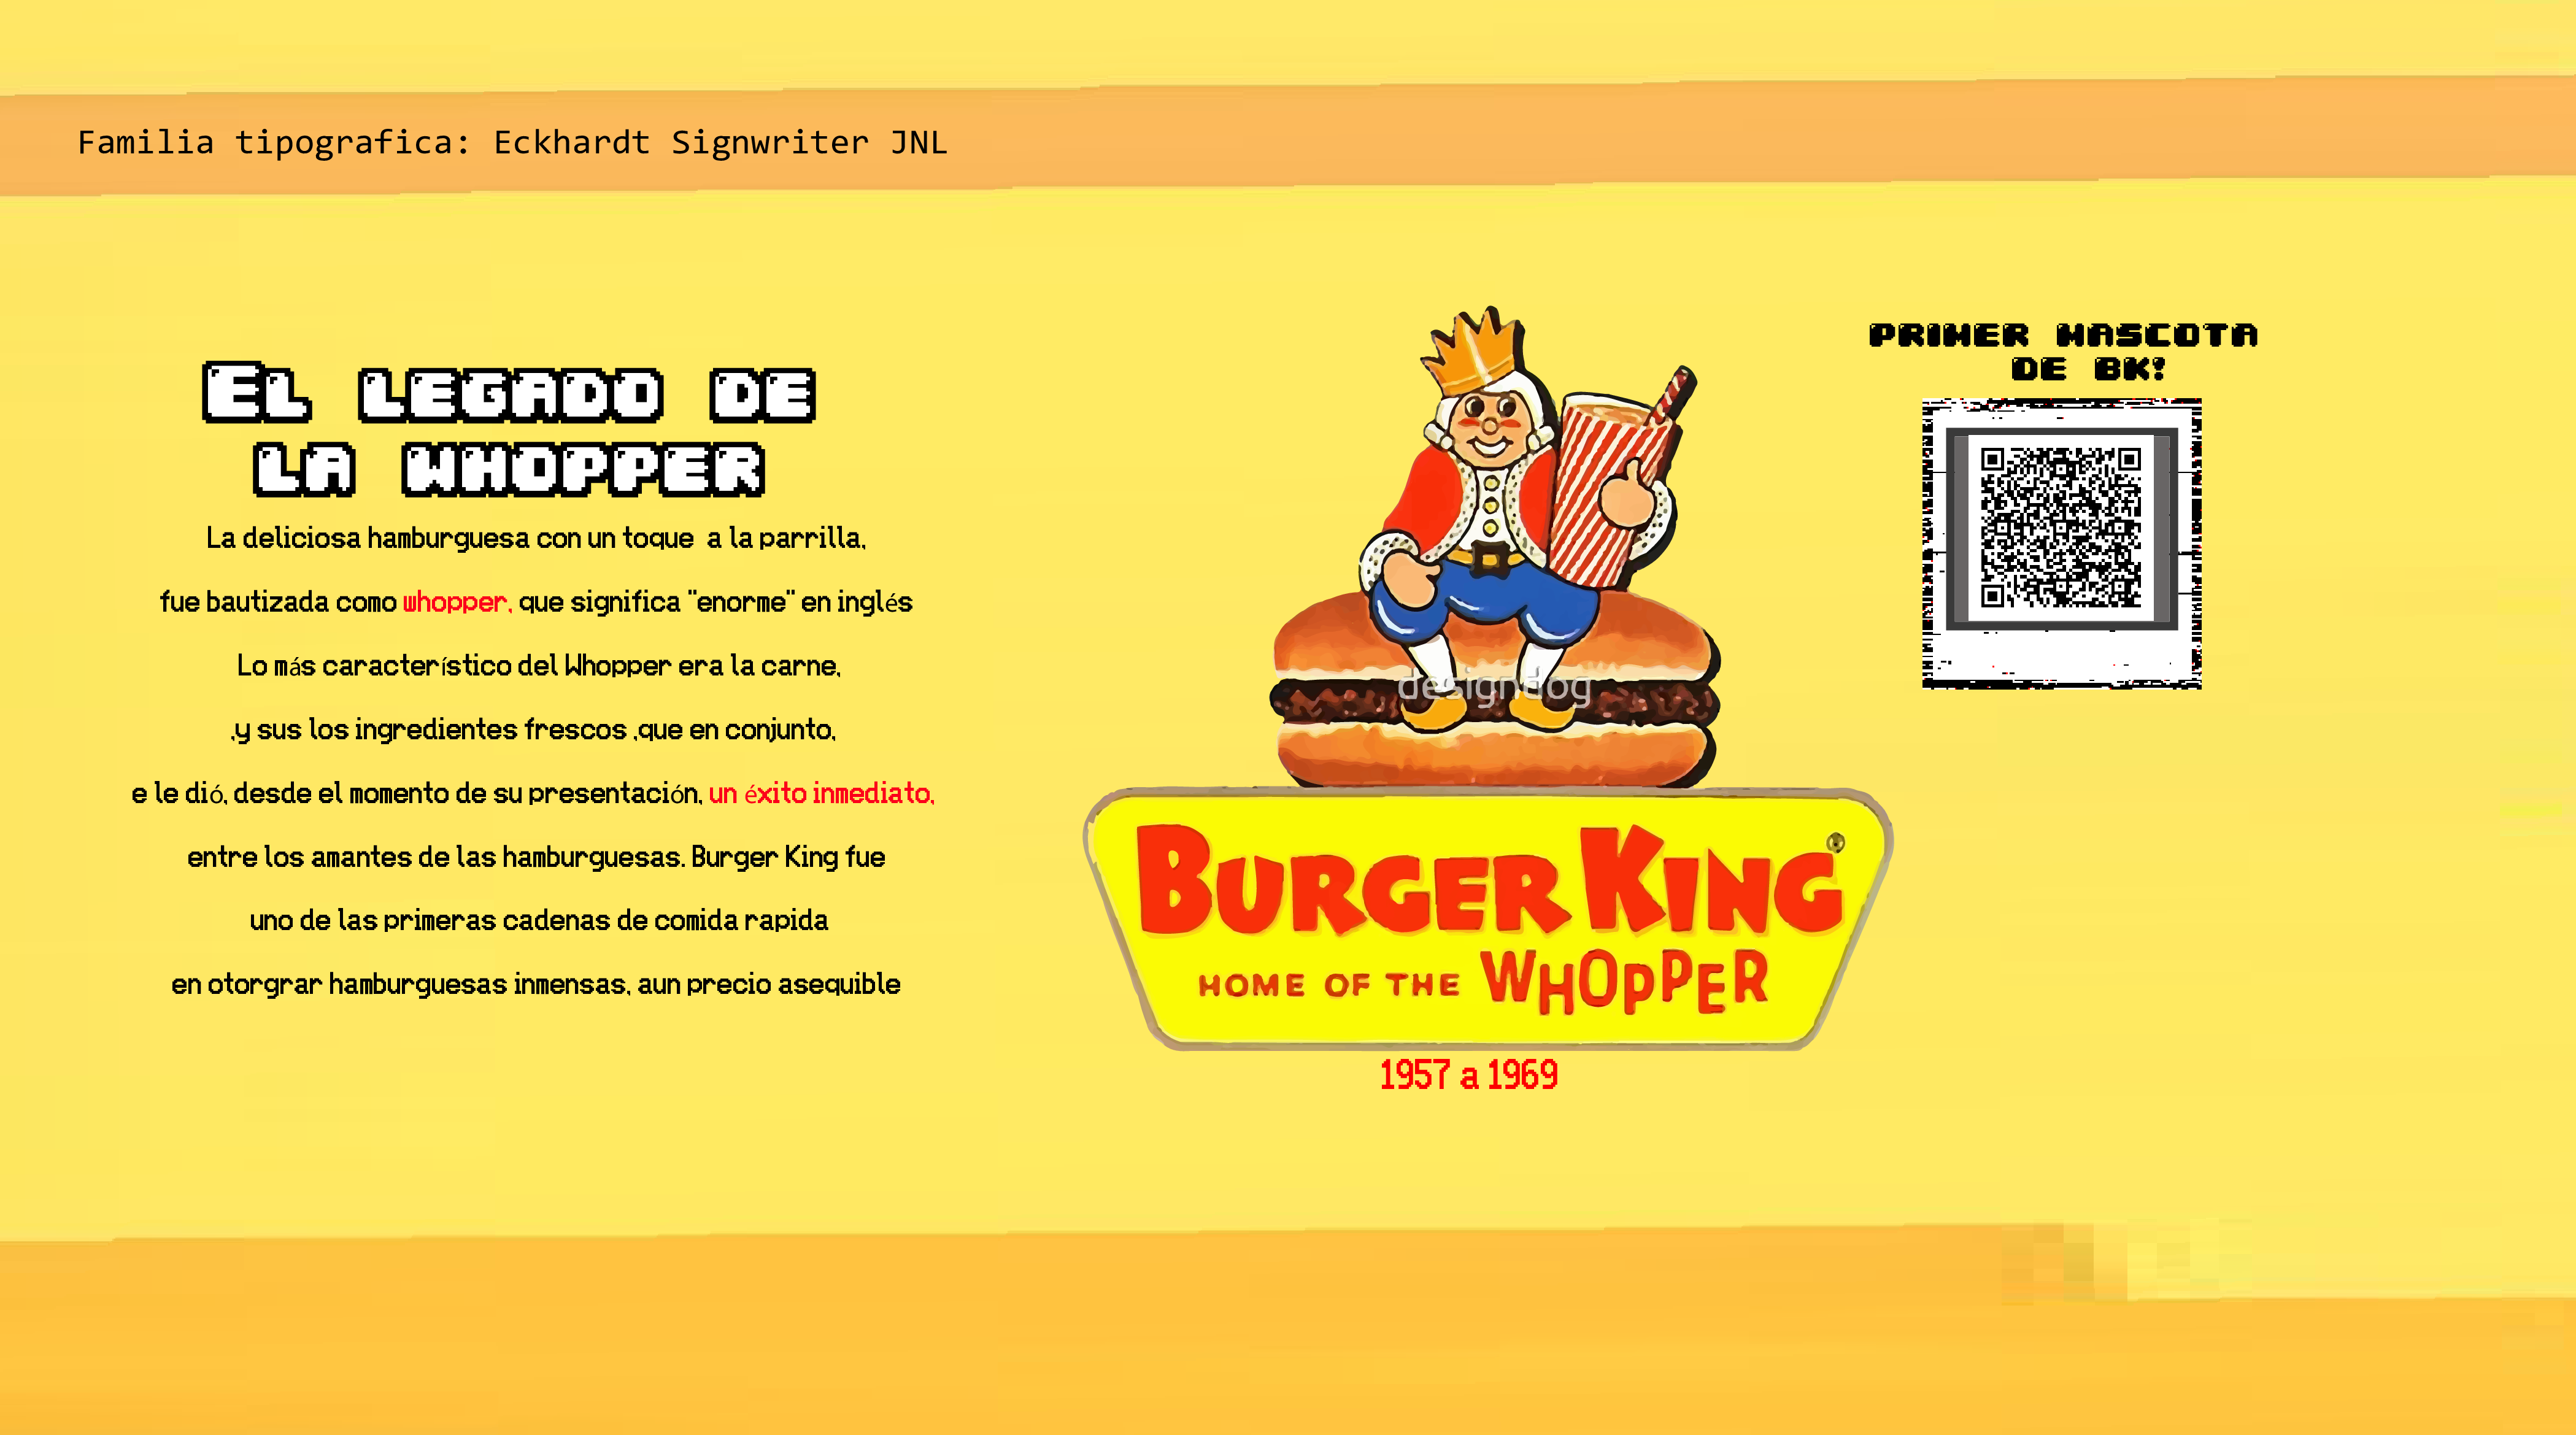 Familia tipografica: Eckhardt Signwriter JNL
El legado de
la whopper
La deliciosa hamburguesa con un toque  a la parrilla,
fue bautizada como whopper, que significa "enorme" en inglés
Lo más característico del Whopper era la carne,
,y sus los ingredientes frescos ,que en conjunto,
e le dió, desde el momento de su presentación, un éxito inmediato,
entre los amantes de las hamburguesas. Burger King fue
uno de las primeras cadenas de comida rapida
en otorgrar hamburguesas inmensas, aun precio asequible
designdog
BURGER KING®
HOME OF THE WHOPPER
1957 a 1969
PRIMER MASCOTA
DE BK!